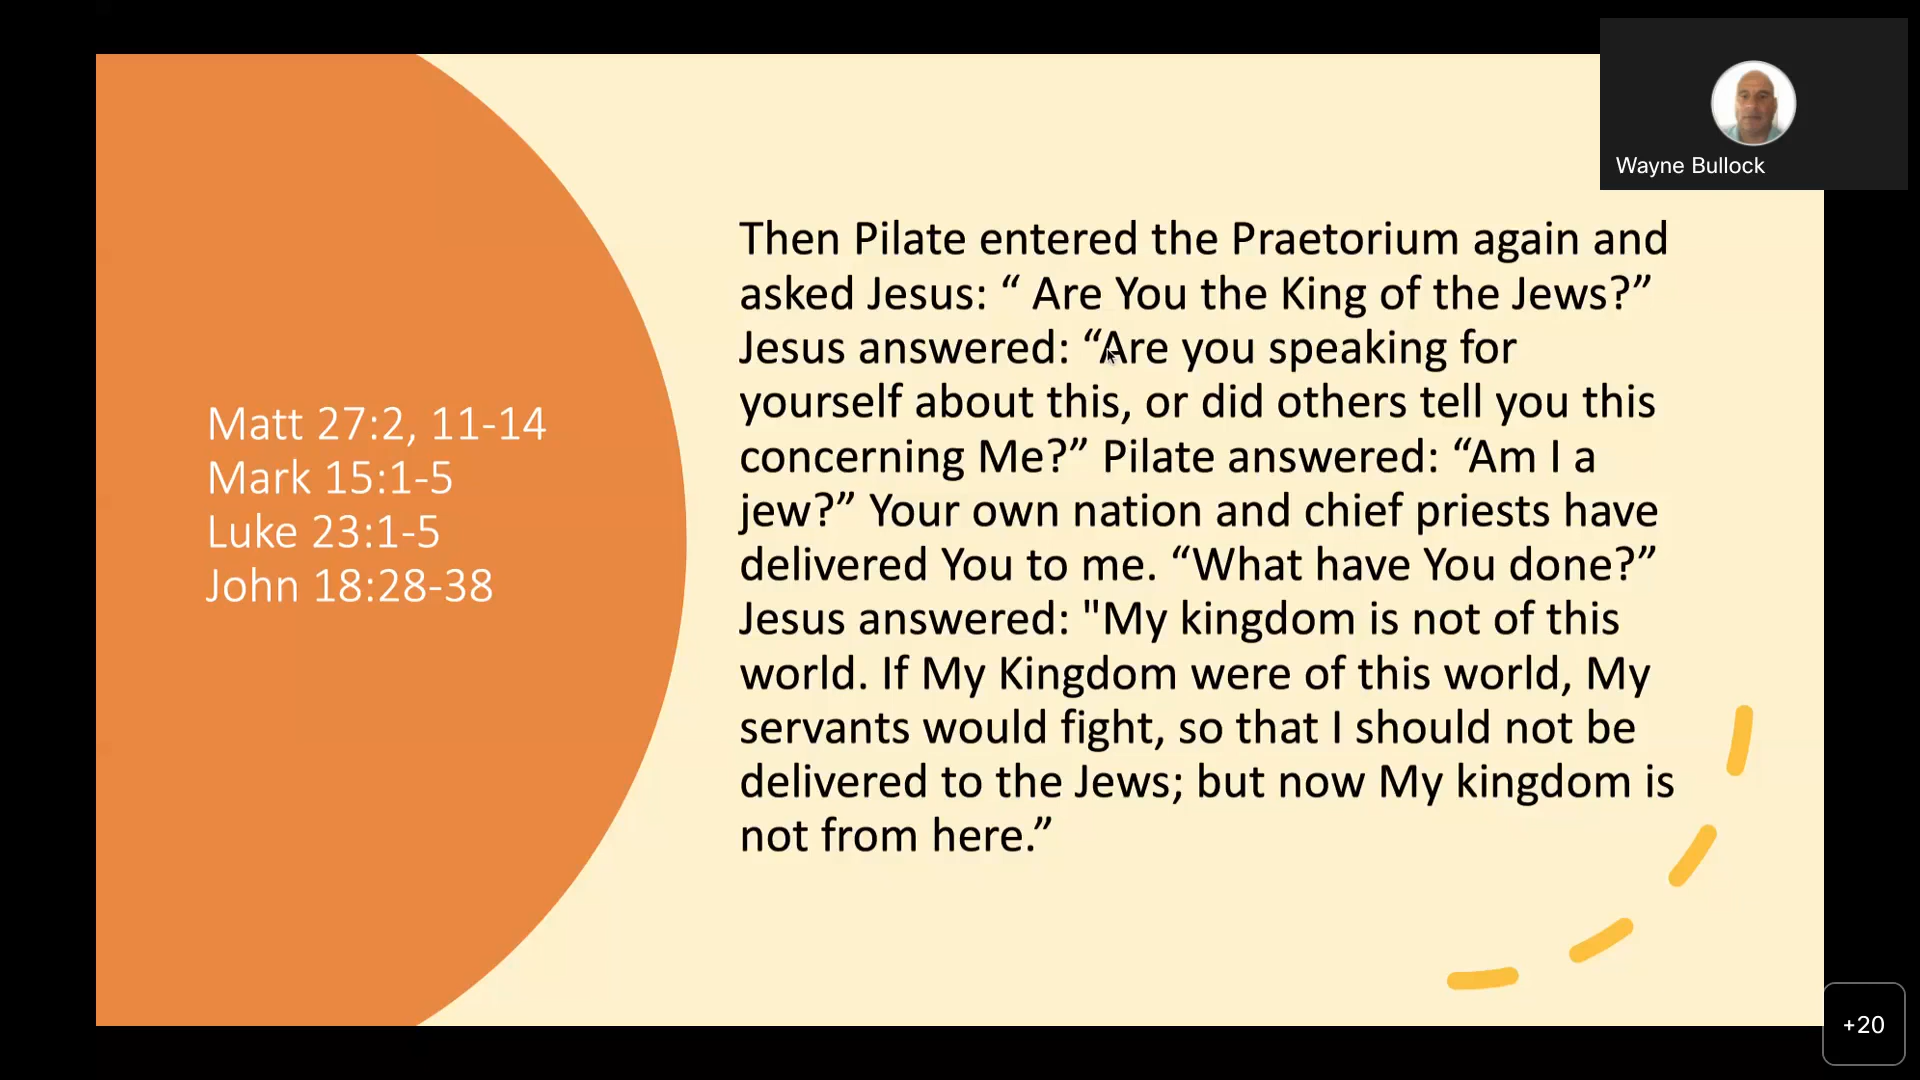 Wayne Bullock
Matt 27:2, 11-14
Mark 15:1-5
Luke 23:1-5
John 18:28-38
Then Pilate entered the Praetorium again and
asked Jesus: “ Are You the King of the Jews?”
Jesus answered: “Are you speaking for
yourself about this, or did others tell you this
concerning Me?” Pilate answered: “Am I a
jew?” Your own nation and chief priests have
delivered You to me. “What have You done?”
Jesus answered: "My kingdom is not of this
world. If My Kingdom were of this world, My
servants would fight, so that I should not be
delivered to the Jews; but now My kingdom is
not from here.”
+20